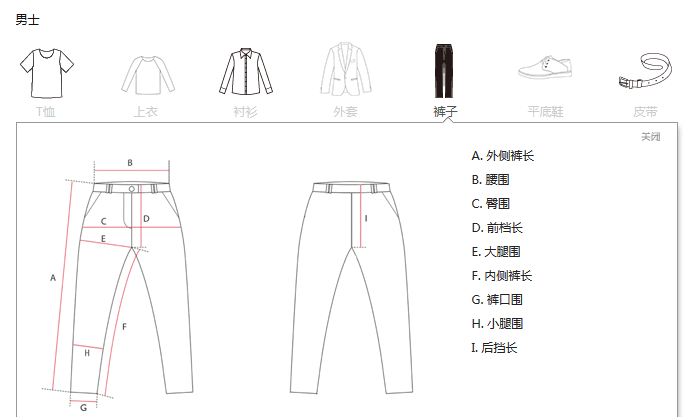 男士
T恤 上衣 衬衫 外套 裤子 平底鞋 皮带
关闭
A. 外侧裤长
B. 腰围
C. 臀围
D. 前档长
E. 大腿围
F. 内侧裤长
G. 裤口围
H. 小腿围
I. 后挡长
B
C
D
I
E
A
F
H
G